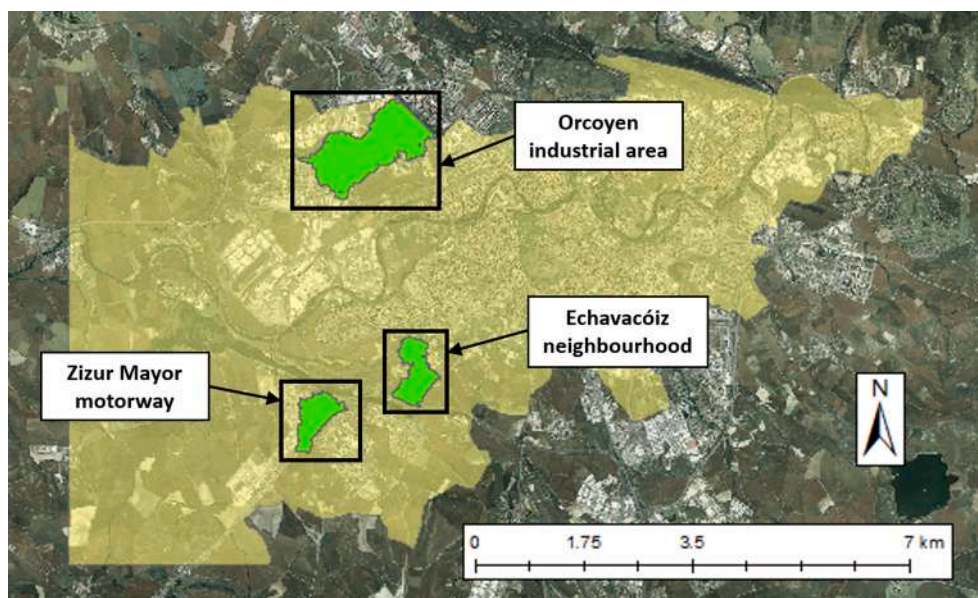 Orcoyen
industrial area
Echavacóiz
neighbourhood
Zizur Mayor
motorway
N
0 1.75 3.5 7 km